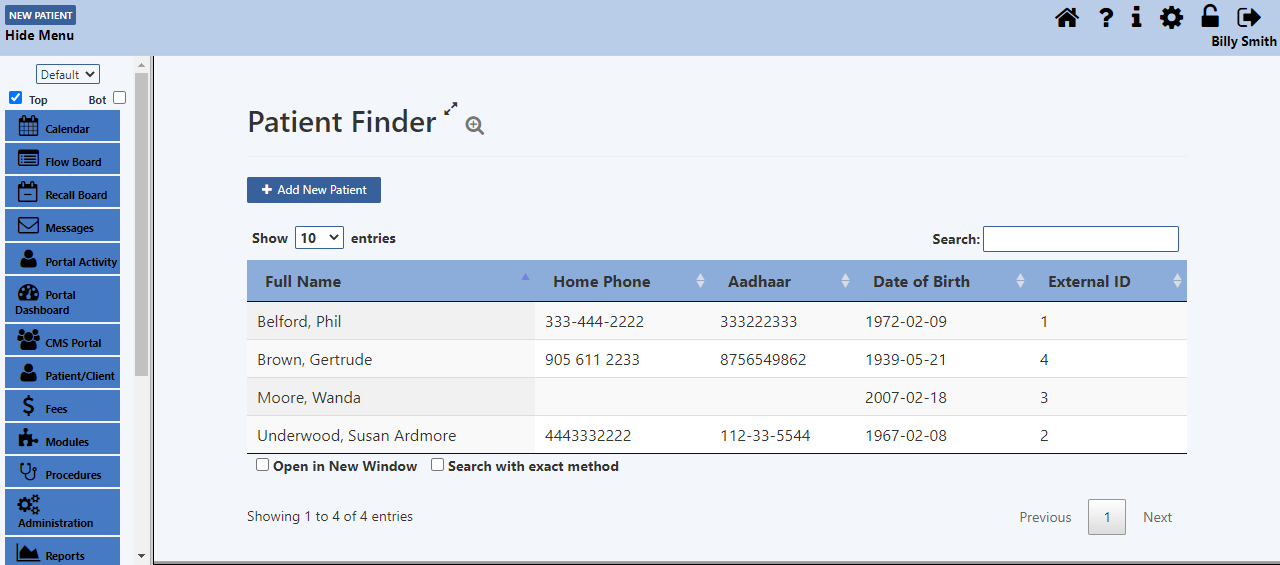 NEW PATIENT
Hide Menu
Billy Smith
Default
Top Bot
Calendar
Flow Board
Recall Board
Messages
Portal Activity
Portal
Dashboard
CMS Portal
Patient/Client
Fees
Modules
Procedures
Administration
Reports
Patient Finder
Add New Patient
Show 10 entries
Search:
Full Name Home Phone Aadhaar Date of Birth External ID
Belford, Phil 333-444-2222 333222333 1972-02-09 1
Brown, Gertrude 905 611 2233 8756549862 1939-05-21 4
Moore, Wanda 2007-02-18 3
Underwood, Susan Ardmore 4443332222 112-33-5544 1967-02-08 2
Open in New Window Search with exact method
Showing 1 to 4 of 4 entries
Previous 1 Next